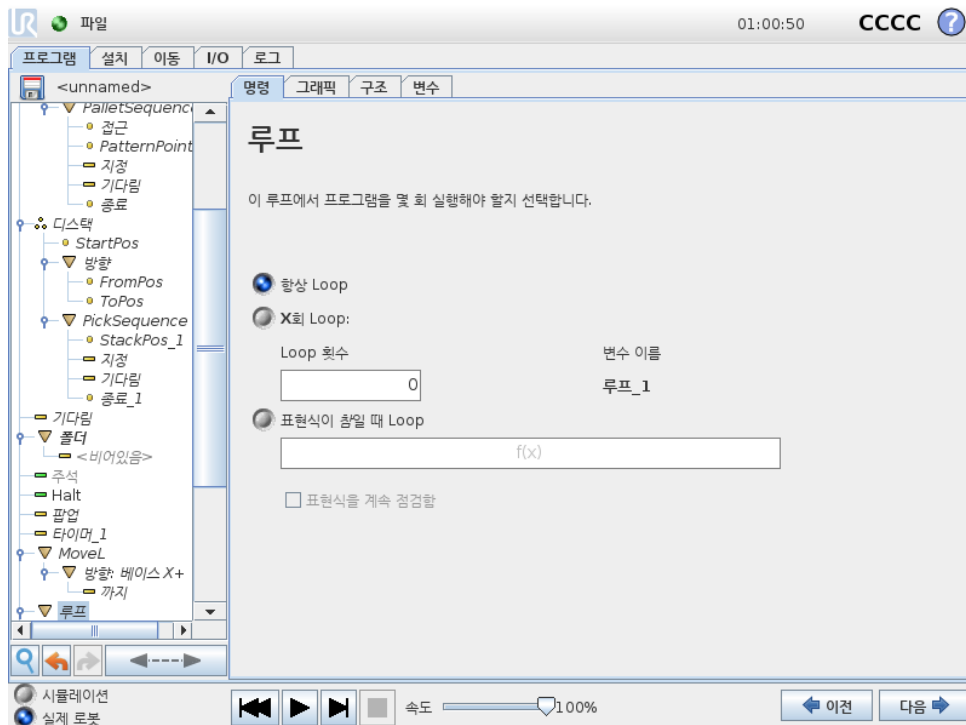 UR 파일 01:00:50 CCCC ?
프로그램 설치 이동 I/O 로그
<unnamed> 명령 그래픽 구조 변수
PalletSequence
접근
PatternPoint
지정
기다림
종료
디스택
StartPos
방향
FromPos
ToPos
PickSequence
StackPos_1
지정
기다림
종료_1
기다림
폴더
<비어있음>
주석
Halt
팝업
타이머_1
MoveL
방향: 베이스 X+
까지
루프
루프
이 루프에서 프로그램을 몇 회 실행해야 할지 선택합니다.
항상 Loop
X회 Loop:
Loop 횟수 변수 이름
0 루프_1
표현식이 참일 때 Loop
f(x)
표현식을 계속 점검함
시뮬레이션
실제 로봇
속도 100%
이전 다음